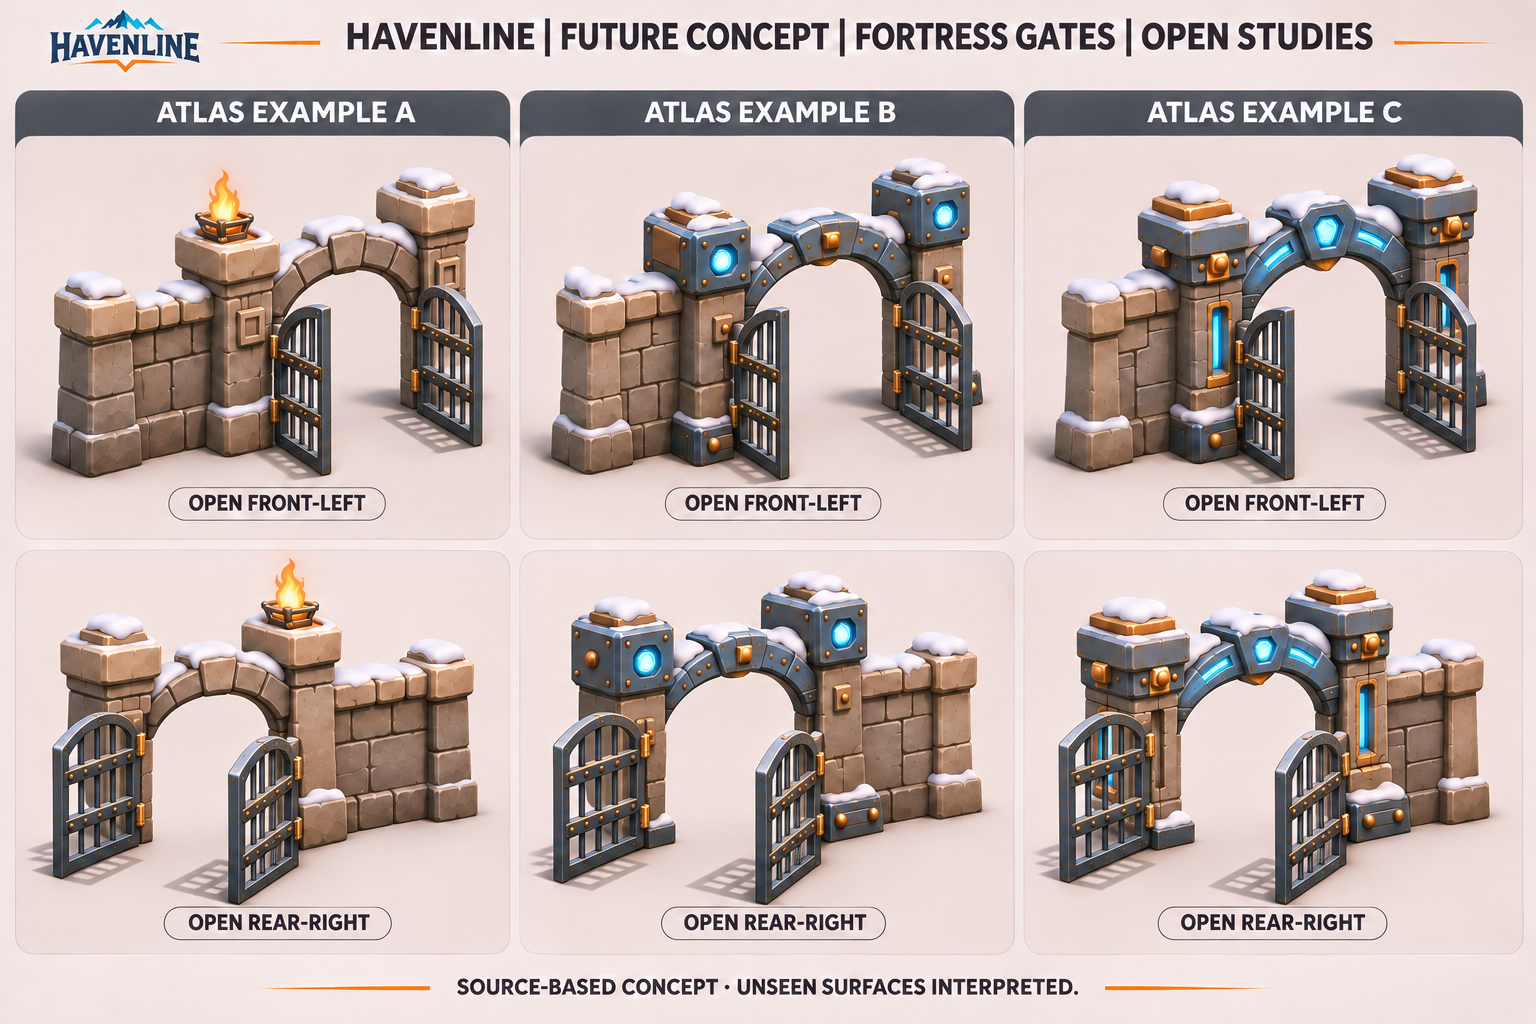 HAVENLINE
HAVENLINE | FUTURE CONCEPT | FORTRESS GATES | OPEN STUDIES
ATLAS EXAMPLE A
ATLAS EXAMPLE B
ATLAS EXAMPLE C
OPEN FRONT-LEFT
OPEN FRONT-LEFT
OPEN FRONT-LEFT
OPEN REAR-RIGHT
OPEN REAR-RIGHT
OPEN REAR-RIGHT
SOURCE-BASED CONCEPT · UNSEEN SURFACES INTERPRETED.